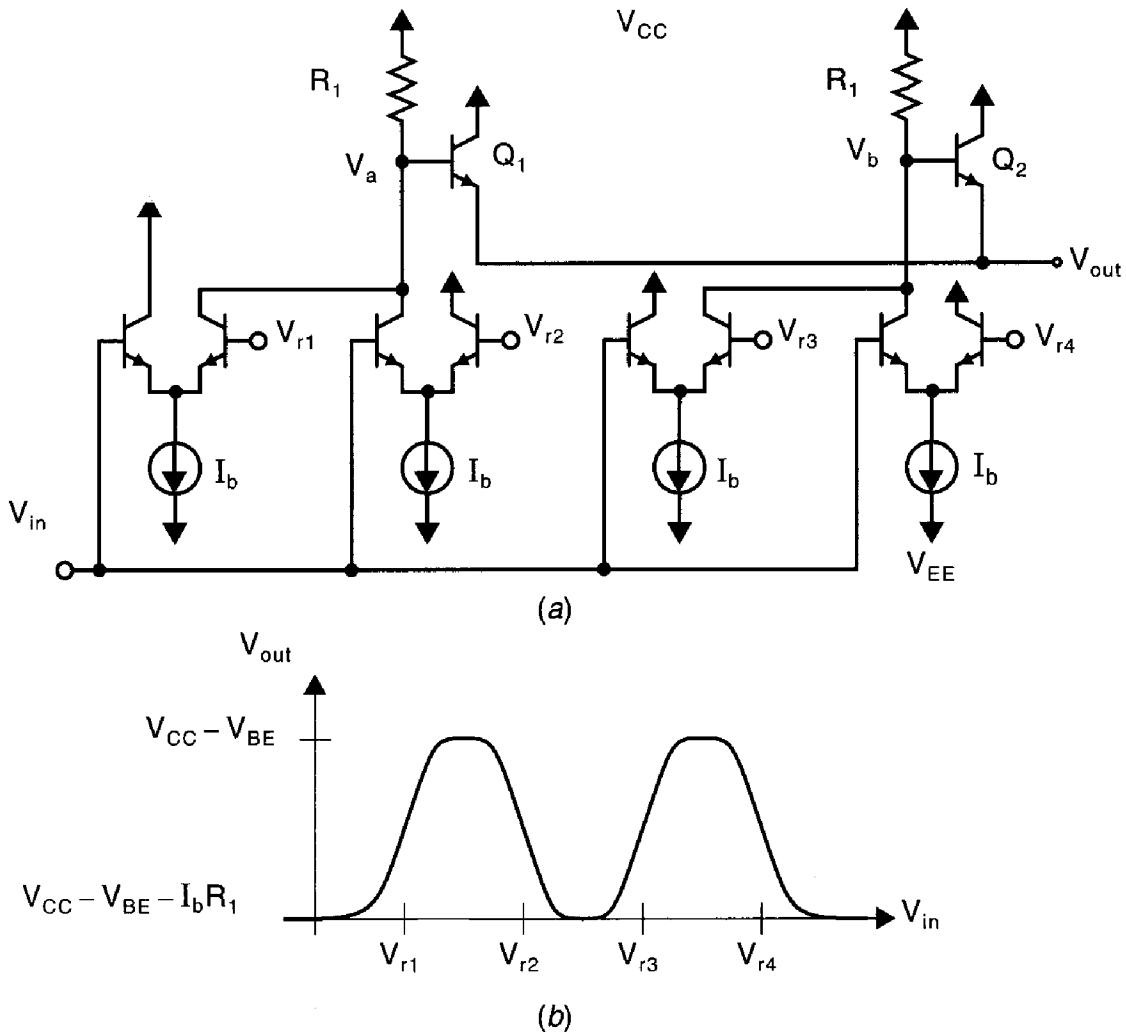 V_CC
R_1
R_1
V_a
Q_1
V_b
Q_2
V_out
V_r1
V_r2
V_r3
V_r4
I_b
I_b
I_b
I_b
V_in
V_EE
(a)
V_out
V_CC – V_BE
V_CC – V_BE – I_bR_1
V_in
V_r1
V_r2
V_r3
V_r4
(b)